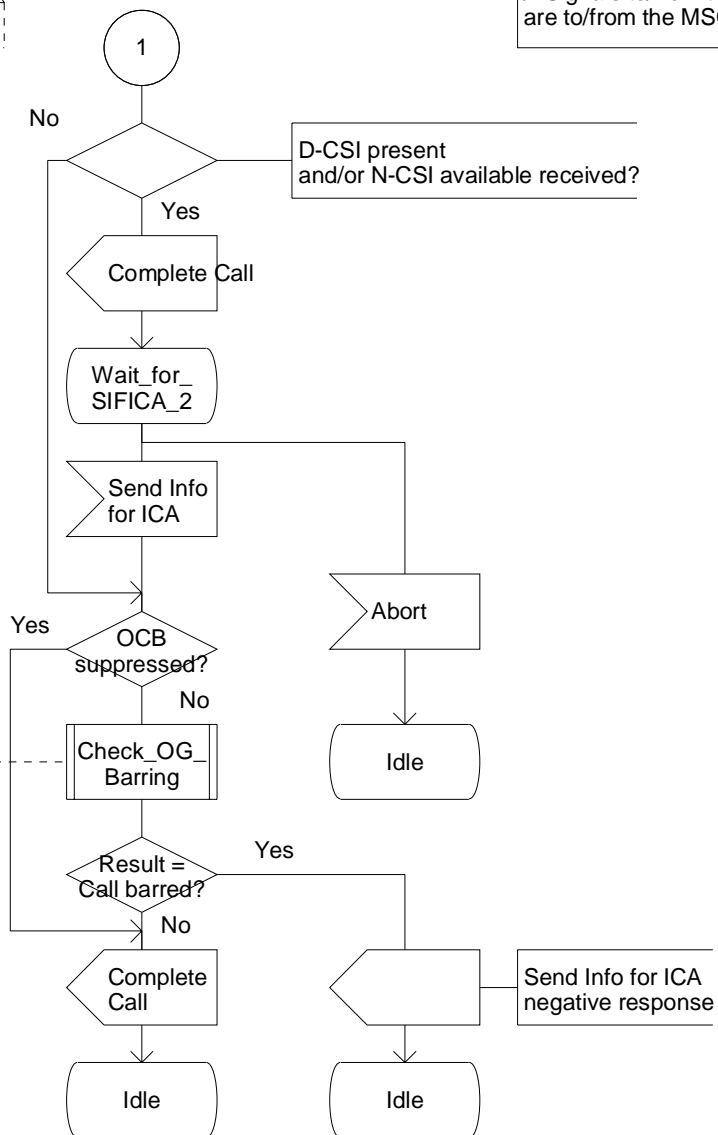 are to/from the MSC
1
No
D-CSI present
and/or N-CSI available received?
Yes
Complete Call
Wait_for_
SIFICA_2
Send Info
for ICA
Abort
Yes
OCB
suppressed?
No
Idle
Check_OG_
Barring
Result =
Call barred?
Yes
No
Complete
Call
Send Info for ICA
negative response
Idle
Idle